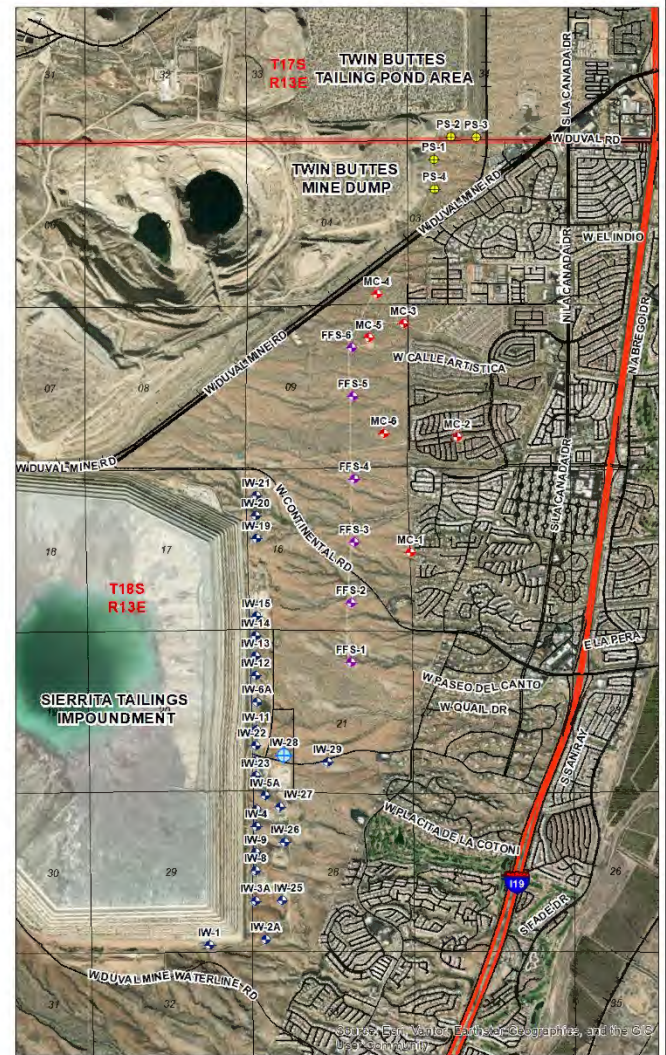 31
32
33
T17S
R13E
TWIN BUTTES
TAILING POND AREA
34
S LA CANADA DR
PS-2
PS-3
W DUVAL RD
PS-1
TWIN BUTTES
MINE DUMP
PS-4
04
03
W DUVAL MINE RD
W EL INDIO
MC-4
N LA CANADA DR
N ABREGO DR
MC-3
MC-5
FFS-6
W DUVAL MINE RD
W CALLE ARTISTICA
07
08
09
FFS-5
MC-6
MC-2
W DUVAL MINE RD
FFS-4
S LA CANADA DR
IW-21
IW-20
IW-19
W CONTINENTAL RD
FFS-3
18
17
16
MC-1
T18S
R13E
IW-15
FFS-2
IW-14
IW-13
E LA PERA
IW-12
FFS-1
W PASEO DEL CANTO
IW-6A
SIERRITA TAILINGS
IMPOUNDMENT
W QUAIL DR
IW-11
21
IW-22
IW-28
IW-29
S SAN RAY
IW-23
IW-5A
IW-27
IW-4
W PLACITA DE LA COTONI
IW-26
IW-9
IW-8
30
29
28
26
I19
IW-3A
IW-25
S FADE DR
IW-2A
IW-1
W DUVAL MINE WATERLINE RD
31
32
33
35
Source: Esri, Vantor, Earthstar Geographics, and the GIS
User Community